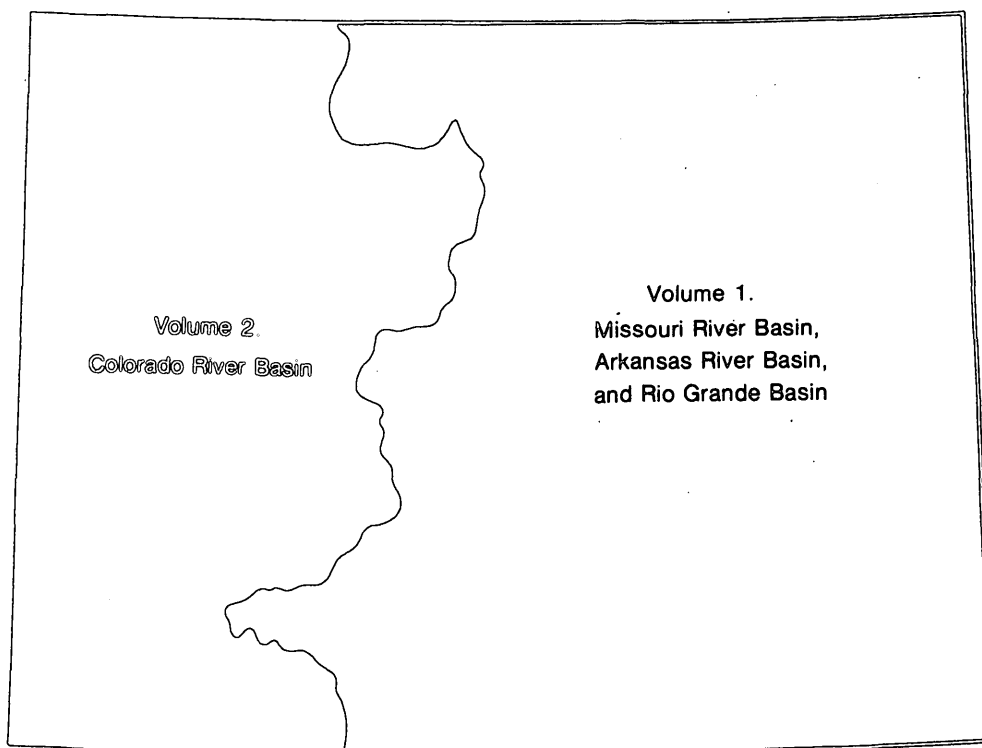 Volume 2.
Colorado River Basin
Volume 1.
Missouri River Basin,
Arkansas River Basin,
and Rio Grande Basin